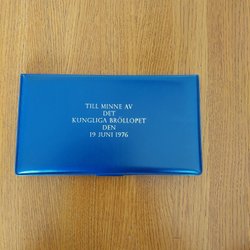 TILL MINNE AV
DET
KUNGLIGA BRÖLLOPET
DEN
19 JUNI 1976